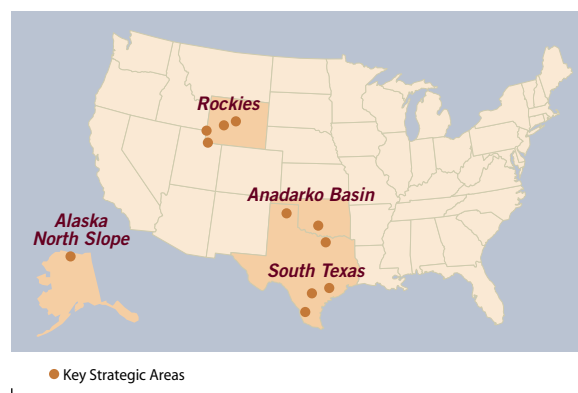 Rockies
Anadarko Basin
Alaska
North Slope
South Texas
Key Strategic Areas